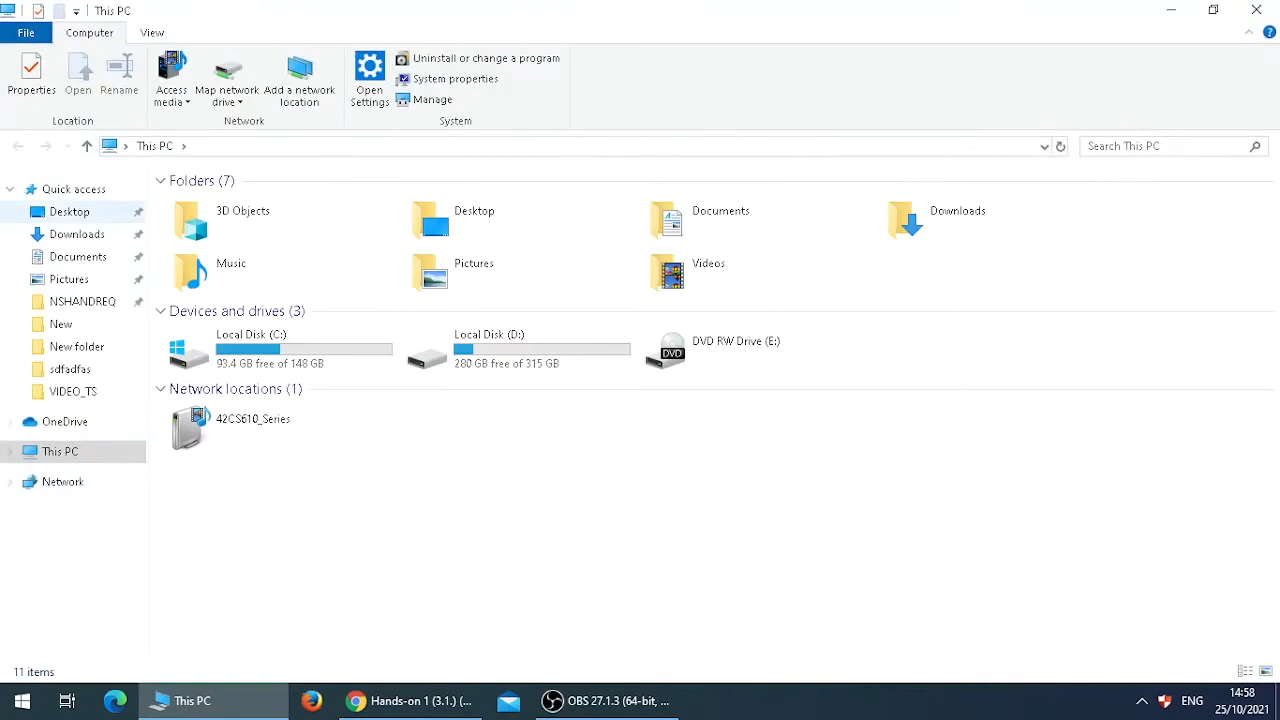 This PC
File Computer View
Properties Open Rename
Access media Map network drive Add a network location
Open Settings
Uninstall or change a program
System properties
Manage
Location Network System
This PC
Search This PC
Quick access
Desktop
Downloads
Documents
Pictures
NSHANDREQ
New
New folder
sdfadfas
VIDEO_TS
OneDrive
This PC
Network
Folders (7)
3D Objects Desktop Documents Downloads
Music Pictures Videos
Devices and drives (3)
Local Disk (C:)
93.4 GB free of 148 GB
Local Disk (D:)
280 GB free of 315 GB
DVD RW Drive (E:)
DVD
Network locations (1)
42CS610_Series
11 items
This PC
Hands-on 1 (3.1.) (...
OBS 27.1.3 (64-bit, ...
ENG
14:58
25/10/2021